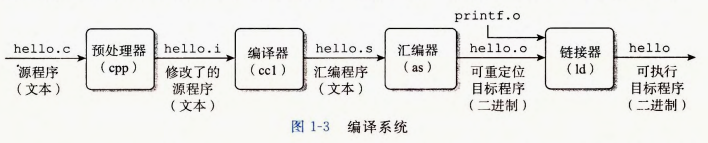 printf.o
hello.c
预处理器
(cpp)
hello.i
编译器
(cc1)
hello.s
汇编器
(as)
hello.o
链接器
(ld)
hello
源程序
(文本)
修改了的
源程序
(文本)
汇编程序
(文本)
可重定位
目标程序
(二进制)
可执行
目标程序
(二进制)
图 1-3 编译系统